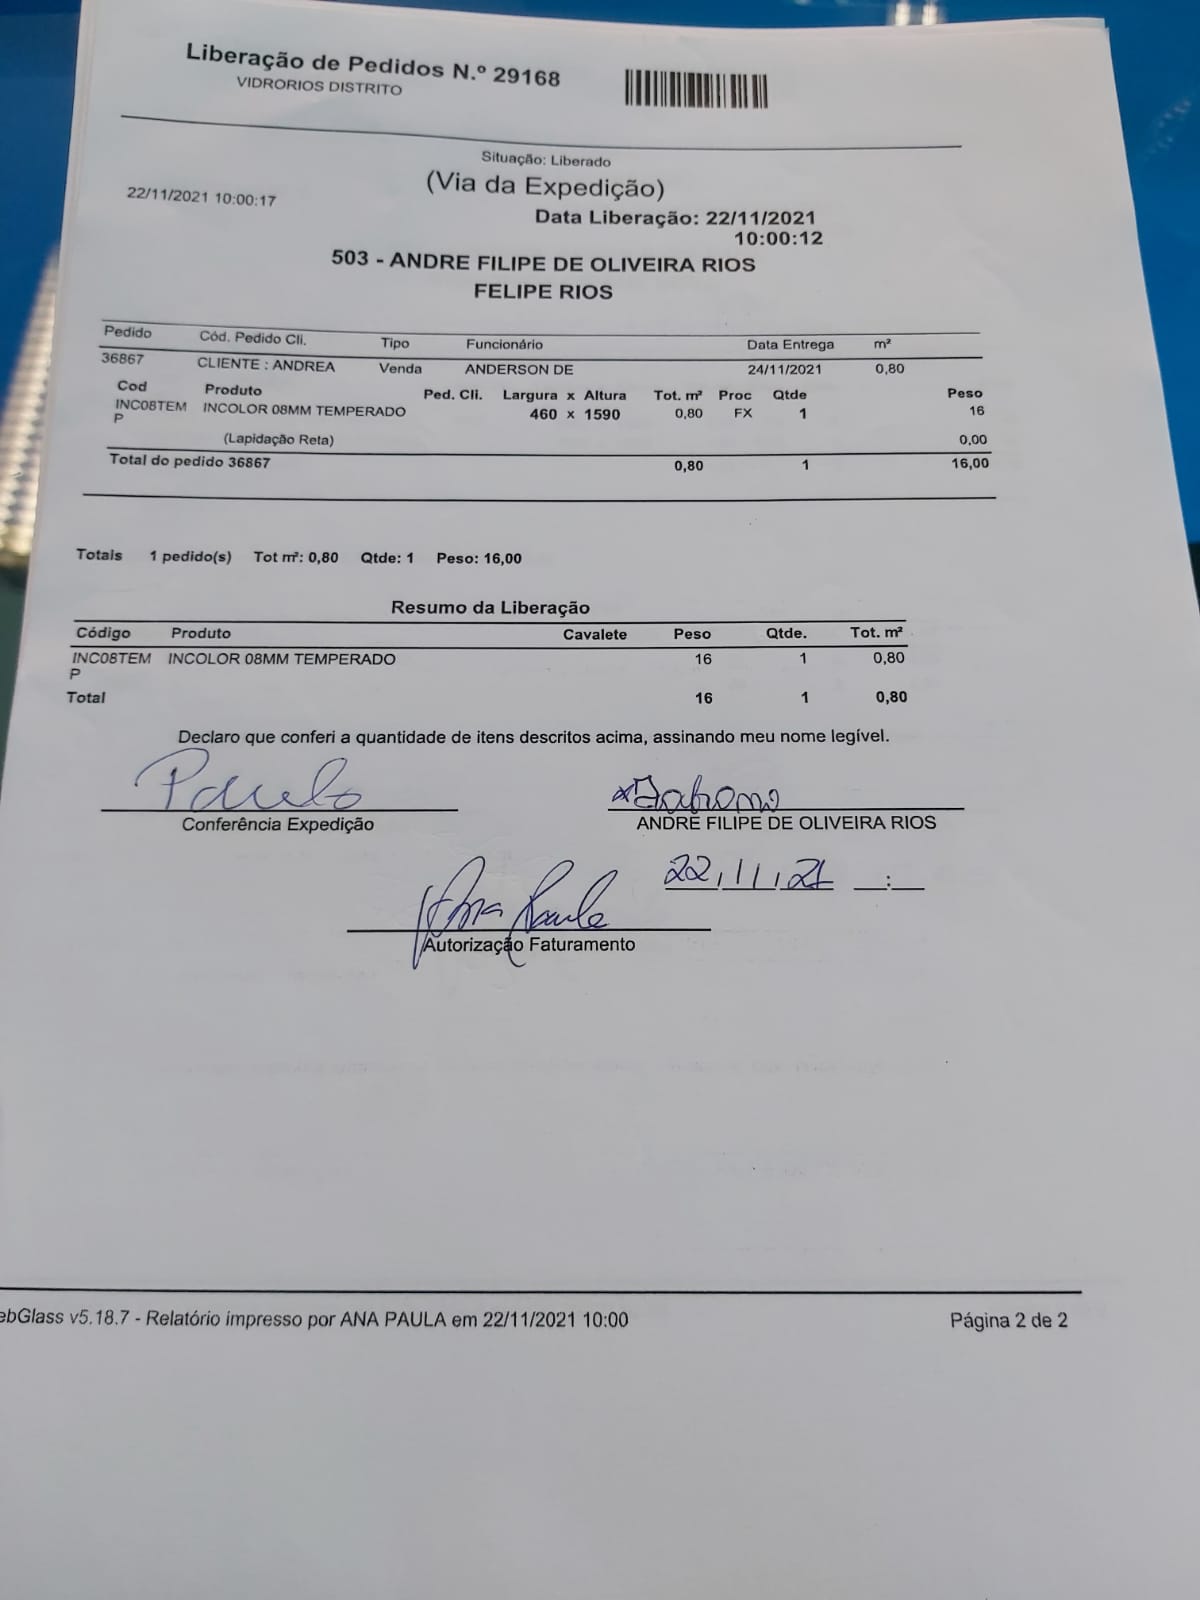 Liberação de Pedidos N.º 29168
VIDRORIOS DISTRITO
Situação: Liberado
(Via da Expedição)
22/11/2021 10:00:17
Data Liberação: 22/11/2021
10:00:12
503 - ANDRE FILIPE DE OLIVEIRA RIOS
FELIPE RIOS
Pedido Cód. Pedido Cli. Tipo Funcionário Data Entrega m²
36867 CLIENTE : ANDREA Venda ANDERSON DE 24/11/2021 0,80
Cod Produto Ped. Cli. Largura x Altura Tot. m² Proc Qtde Peso
INC08TEM INCOLOR 08MM TEMPERADO 460 x 1590 0,80 FX 1 16
P
(Lapidação Reta) 0,00
Total do pedido 36867 0,80 1 16,00
Totais 1 pedido(s) Tot m²: 0,80 Qtde: 1 Peso: 16,00
Resumo da Liberação
Código Produto Cavalete Peso Qtde. Tot. m²
INC08TEM INCOLOR 08MM TEMPERADO 16 1 0,80
P
Total 16 1 0,80
Declaro que conferi a quantidade de itens descritos acima, assinando meu nome legível.
Paulo
Conferência Expedição ANDRE FILIPE DE OLIVEIRA RIOS
22/11/21 __:__
Ana Paula
Autorização Faturamento
ebGlass v5.18.7 - Relatório impresso por ANA PAULA em 22/11/2021 10:00 Página 2 de 2